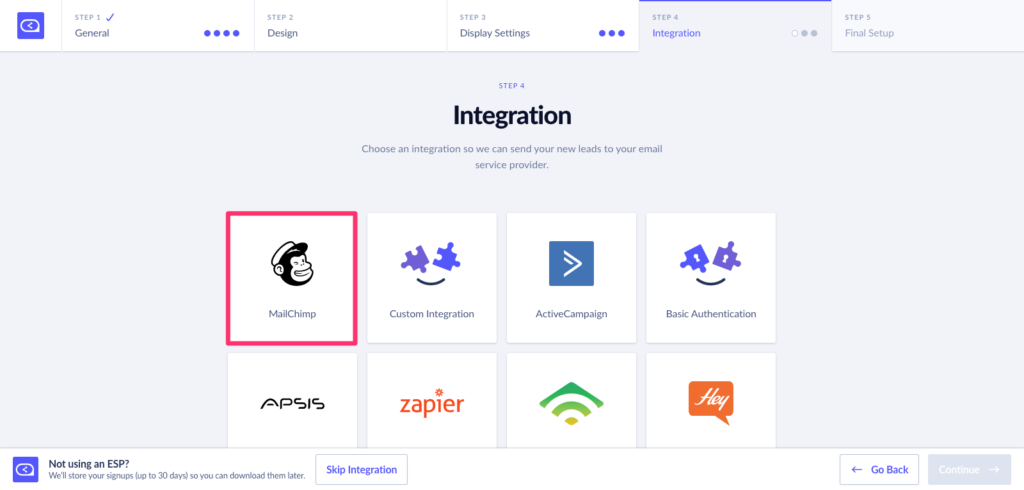 STEP 1
General
STEP 2
Design
STEP 3
Display Settings
STEP 4
Integration
STEP 5
Final Setup
STEP 4
Integration
Choose an integration so we can send your new leads to your email
service provider.
MailChimp
Custom Integration
ActiveCampaign
Basic Authentication
APSIS
zapier
Hey
Not using an ESP?
We'll store your signups (up to 30 days) so you can download them later.
Skip Integration
Go Back
Continue